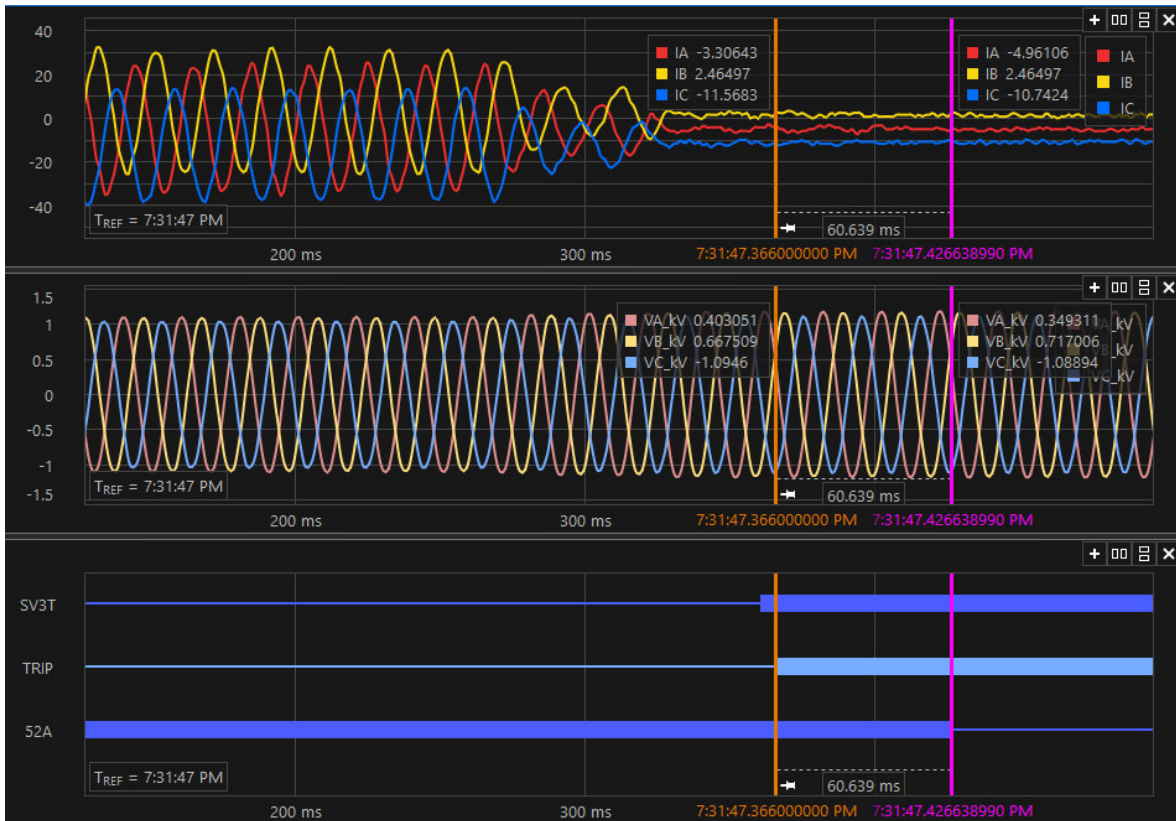 40
20
0
-20
-40
IA -3.30643
IB 2.46497
IC -11.5683
IA -4.96106
IB 2.46497
IC -10.7424
IA
IB
IC
TREF = 7:31:47 PM
60.639 ms
200 ms
300 ms
7:31:47.366000000 PM
7:31:47.426638990 PM
1.5
1
0.5
0
-0.5
-1
-1.5
VA_kV 0.403051
VB_kV 0.667509
VC_kV -1.0946
VA_kV 0.349311
VB_kV 0.717006
VC_kV -1.08894
VA_kV
VB_kV
VC_kV
TREF = 7:31:47 PM
60.639 ms
200 ms
300 ms
7:31:47.366000000 PM
7:31:47.426638990 PM
SV3T
TRIP
52A
TREF = 7:31:47 PM
60.639 ms
200 ms
300 ms
7:31:47.366000000 PM
7:31:47.426638990 PM